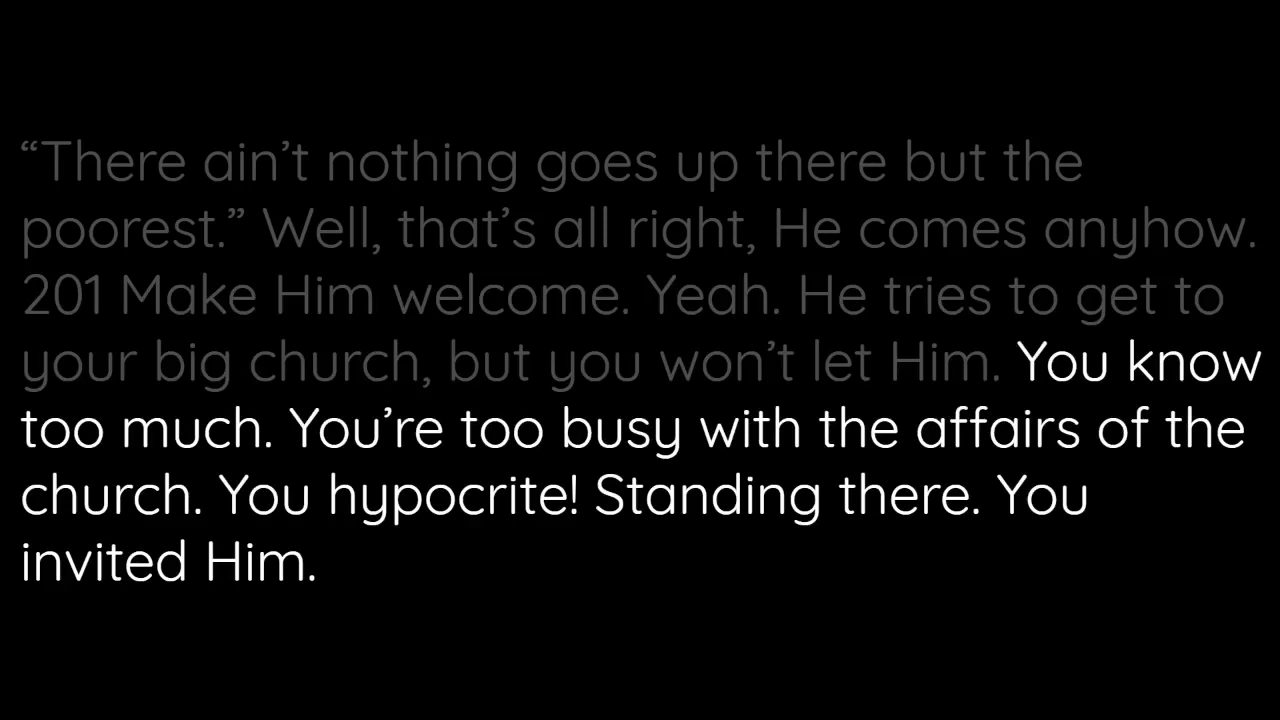 “There ain’t nothing goes up there but the
poorest.” Well, that’s all right, He comes anyhow.
201 Make Him welcome. Yeah. He tries to get to
your big church, but you won’t let Him. You know
too much. You’re too busy with the affairs of the
church. You hypocrite! Standing there. You
invited Him.